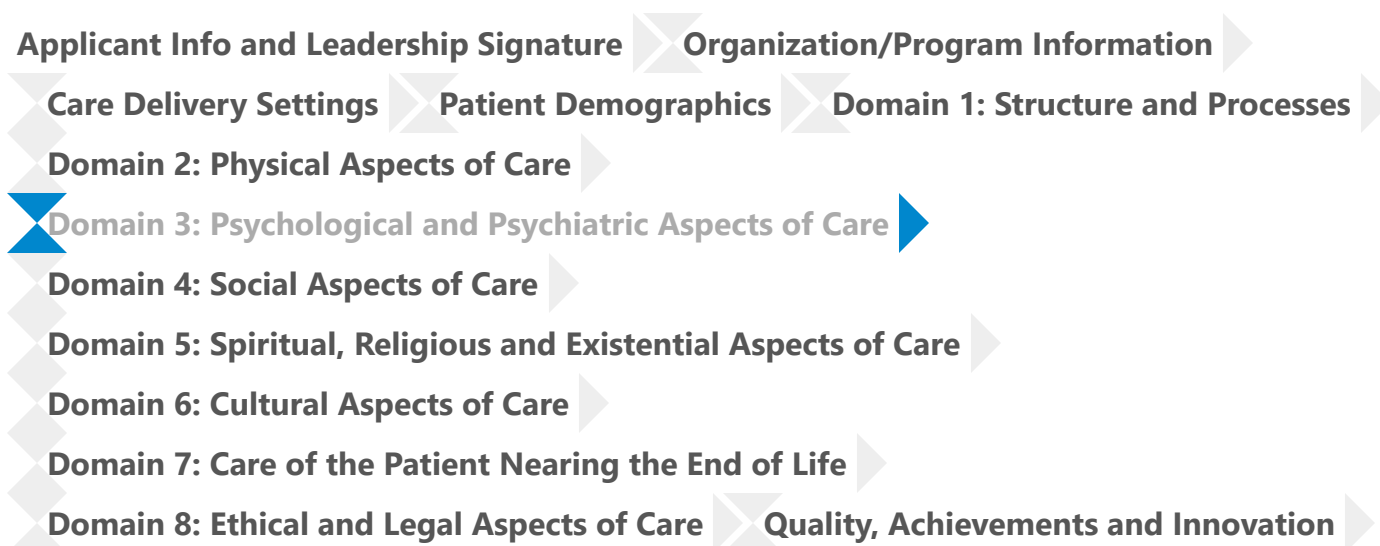 Applicant Info and Leadership Signature Organization/Program Information
Care Delivery Settings Patient Demographics Domain 1: Structure and Processes
Domain 2: Physical Aspects of Care
Domain 3: Psychological and Psychiatric Aspects of Care
Domain 4: Social Aspects of Care
Domain 5: Spiritual, Religious and Existential Aspects of Care
Domain 6: Cultural Aspects of Care
Domain 7: Care of the Patient Nearing the End of Life
Domain 8: Ethical and Legal Aspects of Care Quality, Achievements and Innovation